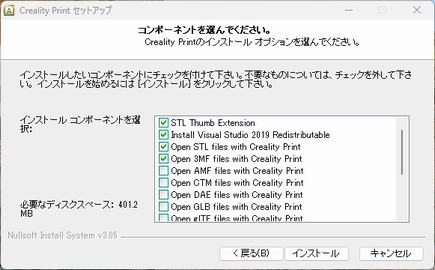 Creality Print セットアップ
コンポーネントを選んでください。
Creality Printのインストール オプションを選んでください。
インストールしたいコンポーネントにチェックを付けて下さい。不要なものについては、チェックを外して下さ
い。 インストールを始めるには [インストール] をクリックして下さい。
インストール コンポーネントを選
択:
STL Thumb Extension
Install Visual Studio 2019 Redistributable
Open STL files with Creality Print
Open 3MF files with Creality Print
Open AMF files with Creality Print
Open CTM files with Creality Print
Open DAE files with Creality Print
Open GLB files with Creality Print
Open glTF files with Creality Print
必要なディスクスペース: 401.2
MB
Nullsoft Install System v3.05
< 戻る(B)
インストール
キャンセル